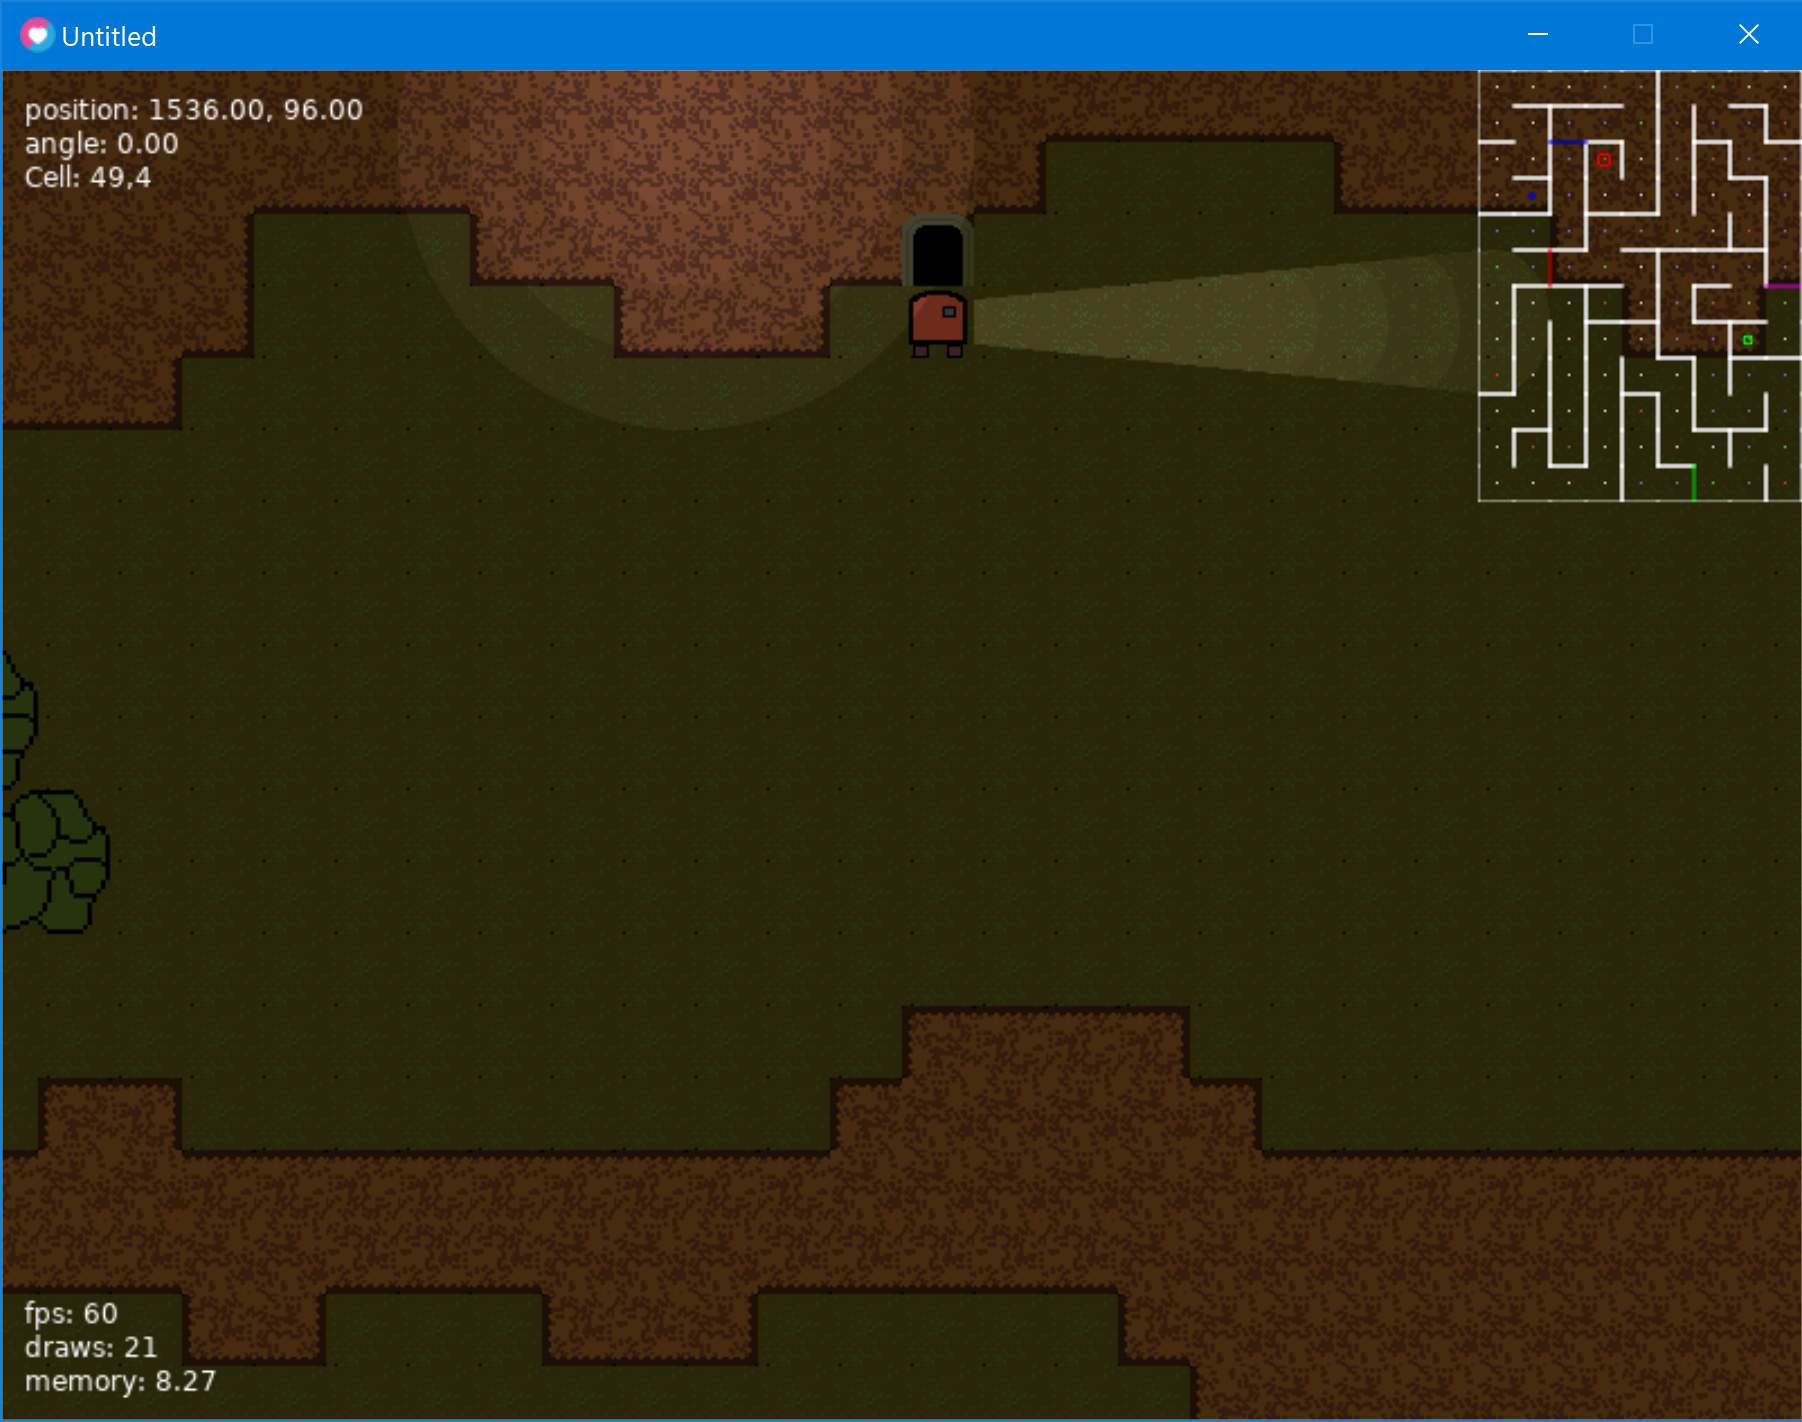 Untitled
position: 1536.00, 96.00
angle: 0.00
Cell: 49,4
fps: 60
draws: 21
memory: 8.27